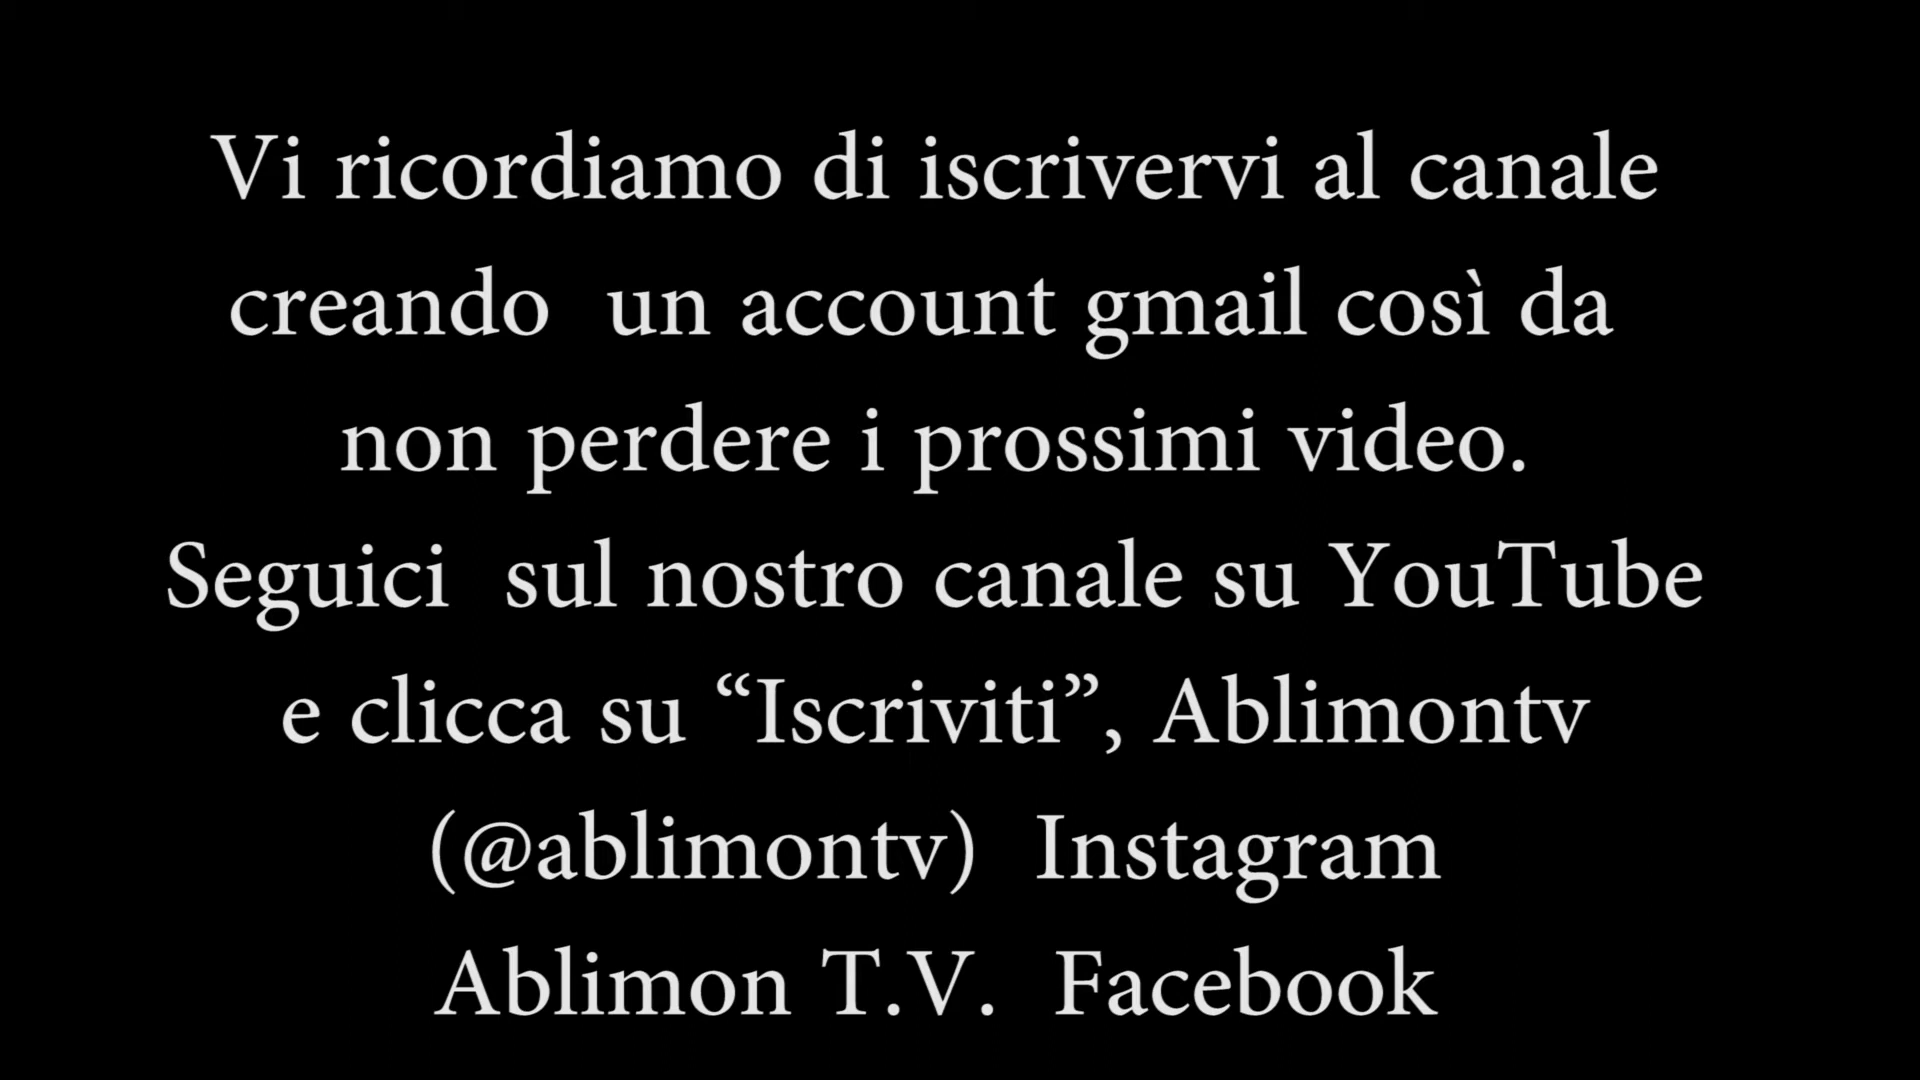 Vi ricordiamo di iscrivervi al canale
creando  un account gmail così da
non perdere i prossimi video.
Seguici  sul nostro canale su YouTube
e clicca su “Iscriviti”, Ablimontv
(@ablimontv)  Instagram
Ablimon T.V.  Facebook